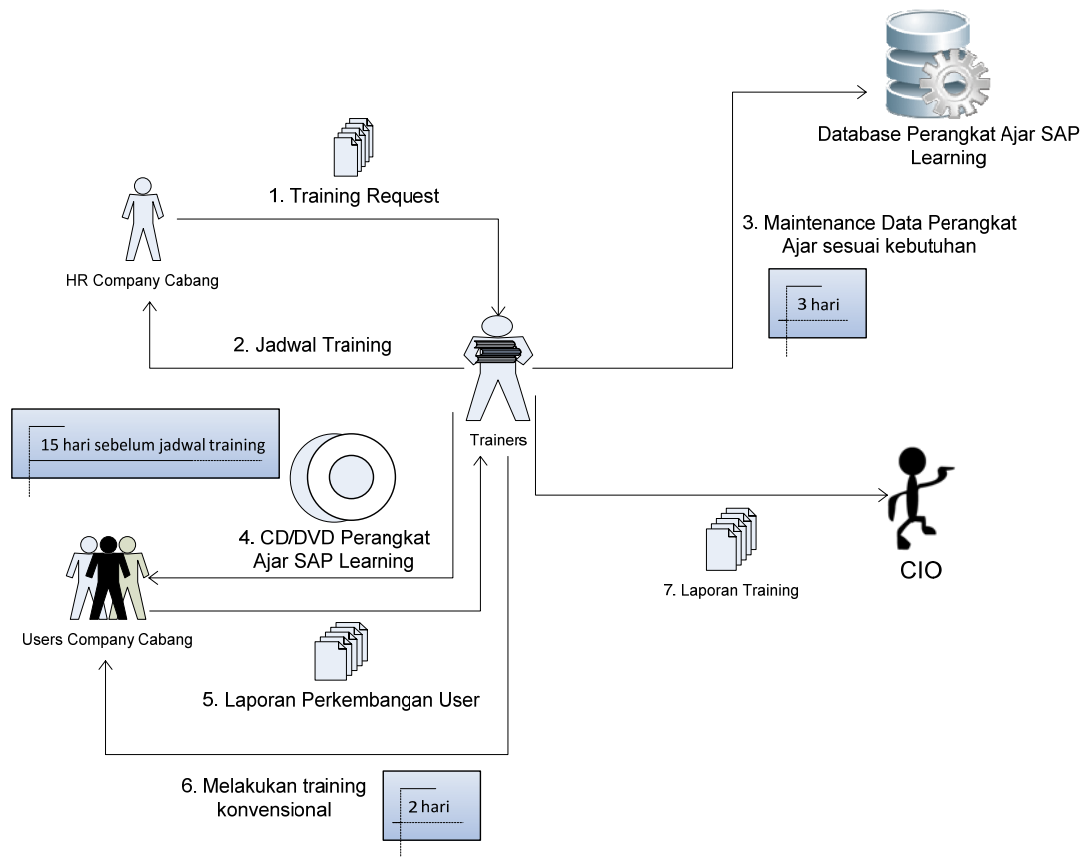 Database Perangkat Ajar SAP
Learning
1. Training Request
3. Maintenance Data Perangkat
Ajar sesuai kebutuhan
HR Company Cabang
3 hari
2. Jadwal Training
15 hari sebelum jadwal training
Trainers
4. CD/DVD Perangkat
Ajar SAP Learning
CIO
7. Laporan Training
Users Company Cabang
5. Laporan Perkembangan User
6. Melakukan training
konvensional
2 hari